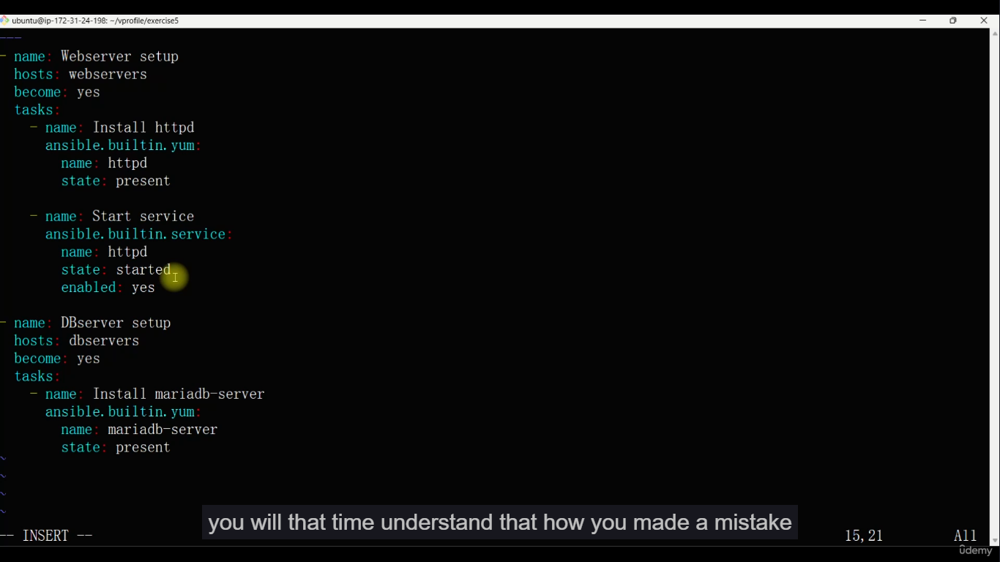 ubuntu@ip-172-31-24-198: ~/vprofile/exercise5
---
- name: Webserver setup
  hosts: webservers
  become: yes
  tasks:
    - name: Install httpd
      ansible.builtin.yum:
        name: httpd
        state: present

    - name: Start service
      ansible.builtin.service:
        name: httpd
        state: started
        enabled: yes

- name: DBserver setup
  hosts: dbservers
  become: yes
  tasks:
    - name: Install mariadb-server
      ansible.builtin.yum:
        name: mariadb-server
        state: present
~
~
~
~
you will that time understand that how you made a mistake
-- INSERT -- 15,21 All
ûdemy